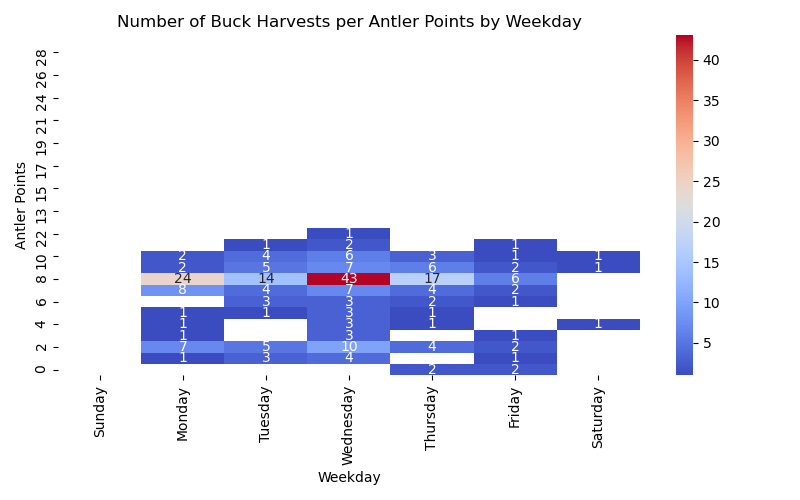 Number of Buck Harvests per Antler Points by Weekday
Antler Points
28
26
24
21
19
17
15
13
22
10
8
6
4
2
0
1
1 2 1
2 4 6 3 1 1
2 5 7 6 2 1
24 14 43 17 6
8 4 7 4 2
3 3 2 1
1 1 3 1
1 3 1 1
3 1
7 5 10 4 2
1 3 4 1
2 2
Sunday
Monday
Tuesday
Wednesday
Thursday
Friday
Saturday
Weekday
40
35
30
25
20
15
10
5